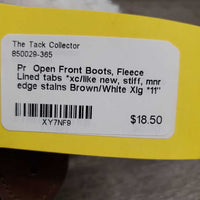 The Tack Collector
850029-365
Pr Open Front Boots, Fleece
Lined tabs *xc/like new, stiff, mnr
edge stains Brown/White Xlg *11"
XY7NF9
$18.50